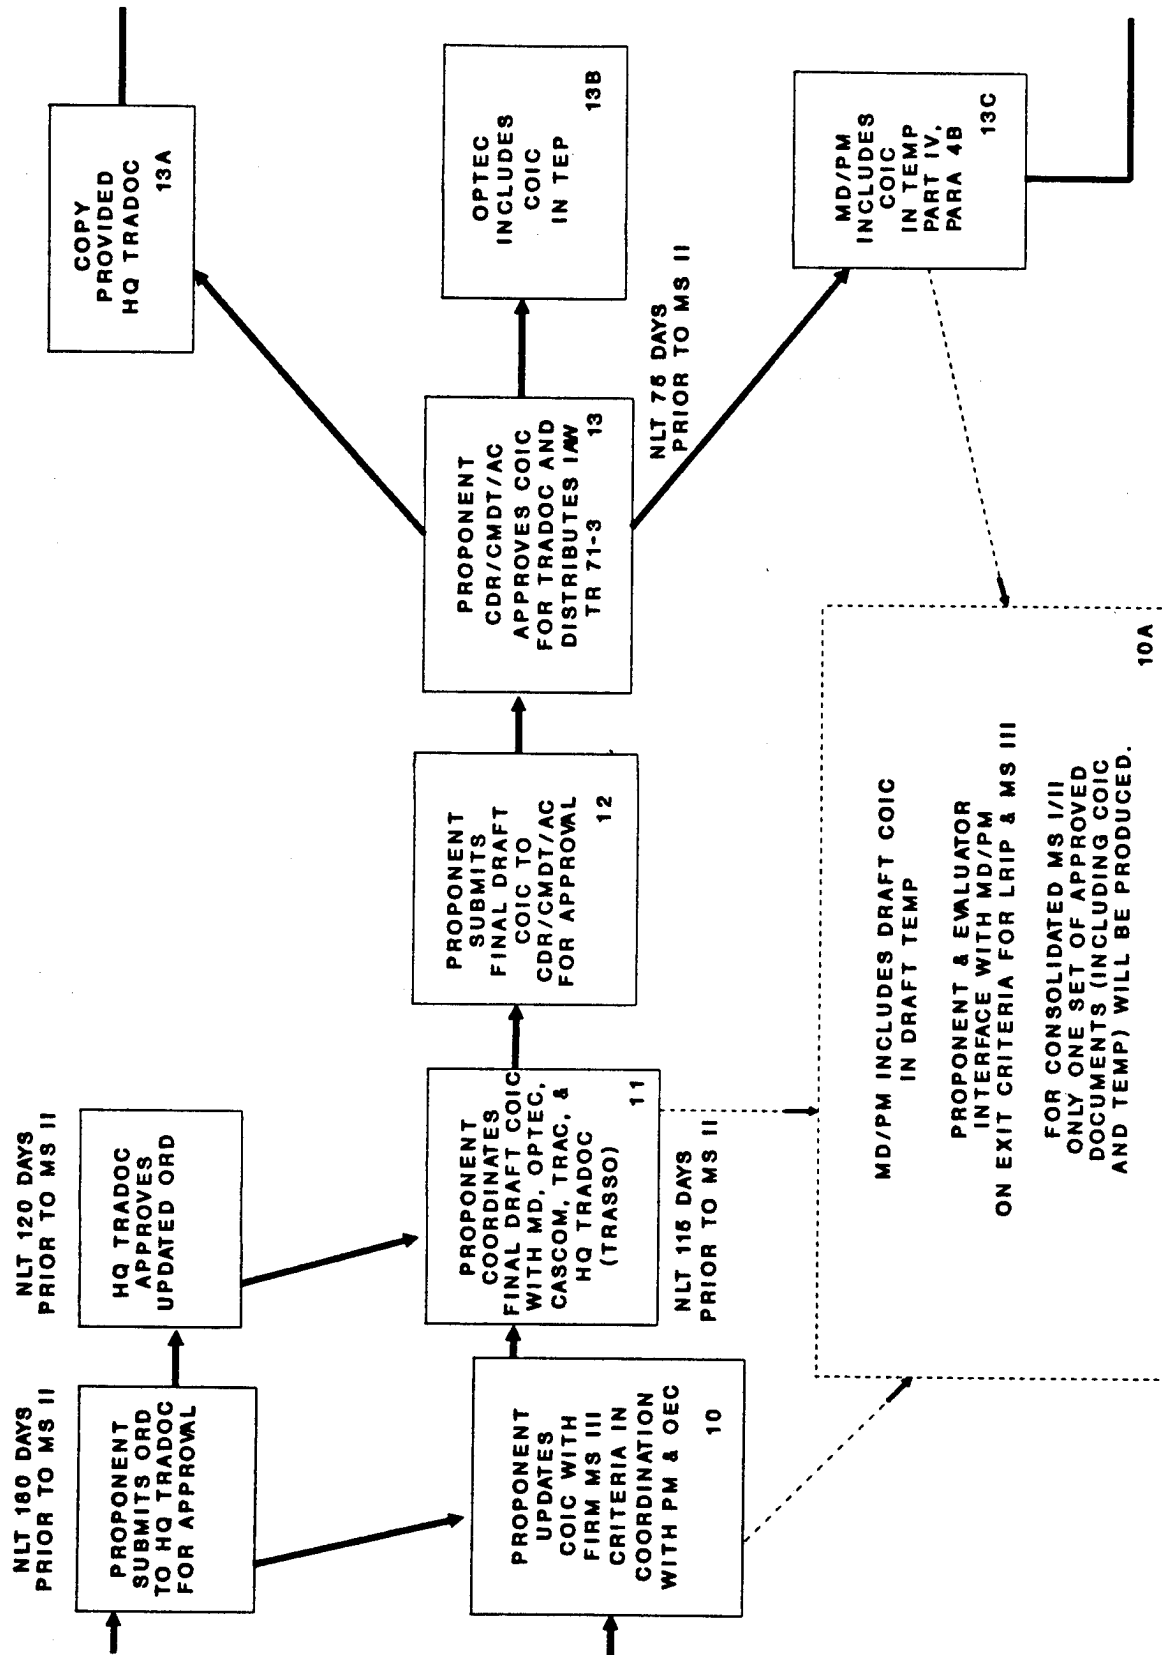 NLT 180 DAYS
PRIOR TO MS II
PROPONENT
SUBMITS ORD
TO HQ TRADOC
FOR APPROVAL
NLT 120 DAYS
PRIOR TO MS II
HQ TRADOC
APPROVES
UPDATED ORD
PROPONENT
UPDATES
COIC WITH
FIRM MS III
CRITERIA IN
COORDINATION
WITH PM & OEC
10
PROPONENT
COORDINATES
FINAL DRAFT COIC
WITH MD, OPTEC,
CASCOM, TRAC, &
HQ TRADOC
(TRASSO)
11
NLT 115 DAYS
PRIOR TO MS II
PROPONENT
SUBMITS
FINAL DRAFT
COIC TO
CDR/CMDT/AC
FOR APPROVAL
12
PROPONENT
CDR/CMDT/AC
APPROVES COIC
FOR TRADOC AND
DISTRIBUTES IAW
TR 71-3
13
NLT 75 DAYS
PRIOR TO MS II
COPY
PROVIDED
HQ TRADOC
13A
OPTEC
INCLUDES
COIC
IN TEP
13B
MD/PM
INCLUDES
COIC
IN TEMP
PART IV,
PARA 4B
13C
MD/PM INCLUDES DRAFT COIC
IN DRAFT TEMP
PROPONENT & EVALUATOR
INTERFACE WITH MD/PM
ON EXIT CRITERIA FOR LRIP & MS III
FOR CONSOLIDATED MS I/II
ONLY ONE SET OF APPROVED
DOCUMENTS (INCLUDING COIC
AND TEMP) WILL BE PRODUCED.
10A